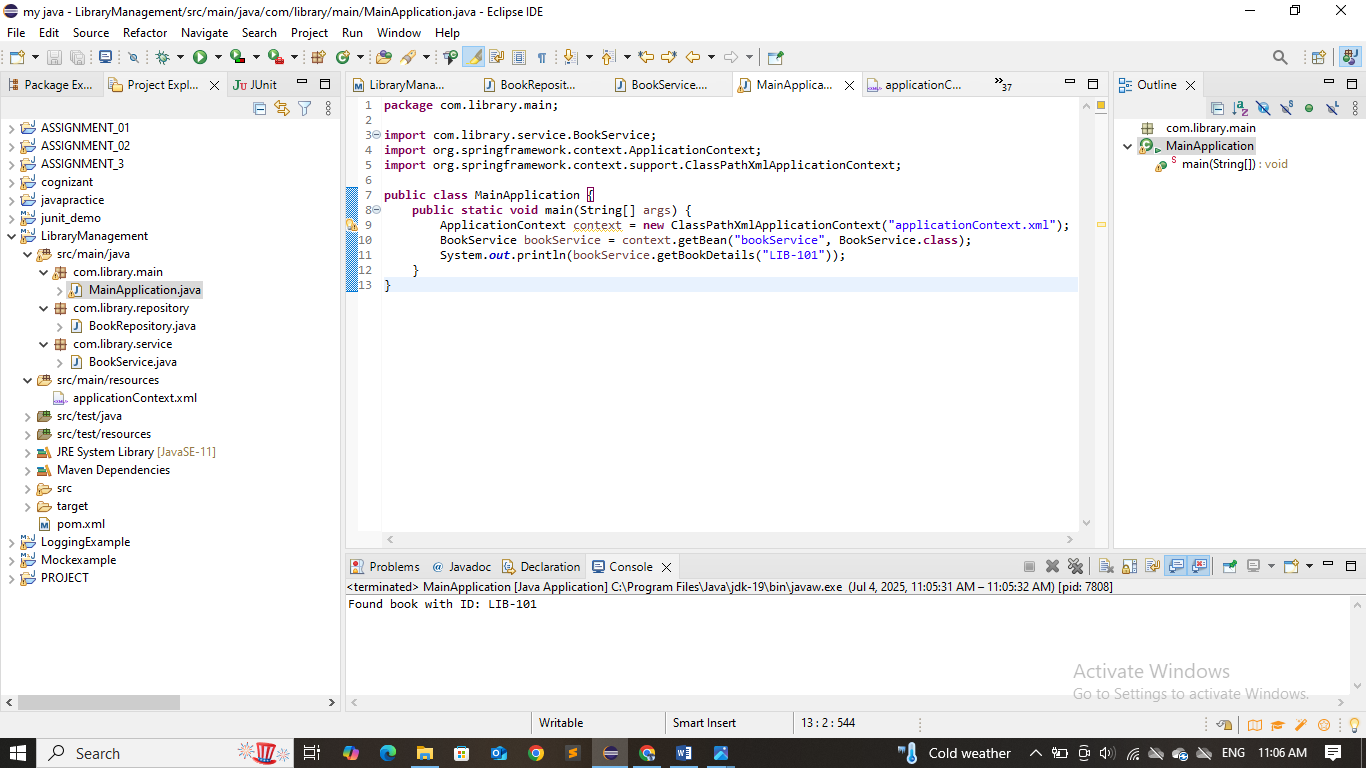 my java - LibraryManagement/src/main/java/com/library/main/MainApplication.java - Eclipse IDE
File Edit Source Refactor Navigate Search Project Run Window Help
Package Ex... Project Expl... JUnit
LibraryMana... BookReposit... BookService.... MainApplica... applicationC... »37
Outline
ASSIGNMENT_01
ASSIGNMENT_02
ASSIGNMENT_3
cognizant
javapractice
junit_demo
LibraryManagement
src/main/java
com.library.main
MainApplication.java
com.library.repository
BookRepository.java
com.library.service
BookService.java
src/main/resources
applicationContext.xml
src/test/java
src/test/resources
JRE System Library [JavaSE-11]
Maven Dependencies
src
target
pom.xml
LoggingExample
Mockexample
PROJECT
1 package com.library.main;
2
3 import com.library.service.BookService;
4 import org.springframework.context.ApplicationContext;
5 import org.springframework.context.support.ClassPathXmlApplicationContext;
6
7 public class MainApplication {
8 public static void main(String[] args) {
9 ApplicationContext context = new ClassPathXmlApplicationContext("applicationContext.xml");
10 BookService bookService = context.getBean("bookService", BookService.class);
11 System.out.println(bookService.getBookDetails("LIB-101"));
12 }
13 }
com.library.main
MainApplication
main(String[]) : void
Problems @ Javadoc Declaration Console
<terminated> MainApplication [Java Application] C:\Program Files\Java\jdk-19\bin\javaw.exe (Jul 4, 2025, 11:05:31 AM – 11:05:32 AM) [pid: 7808]
Found book with ID: LIB-101
Activate Windows
Go to Settings to activate Windows.
Writable Smart Insert 13 : 2 : 544
Search
Cold weather
ENG 11:06 AM